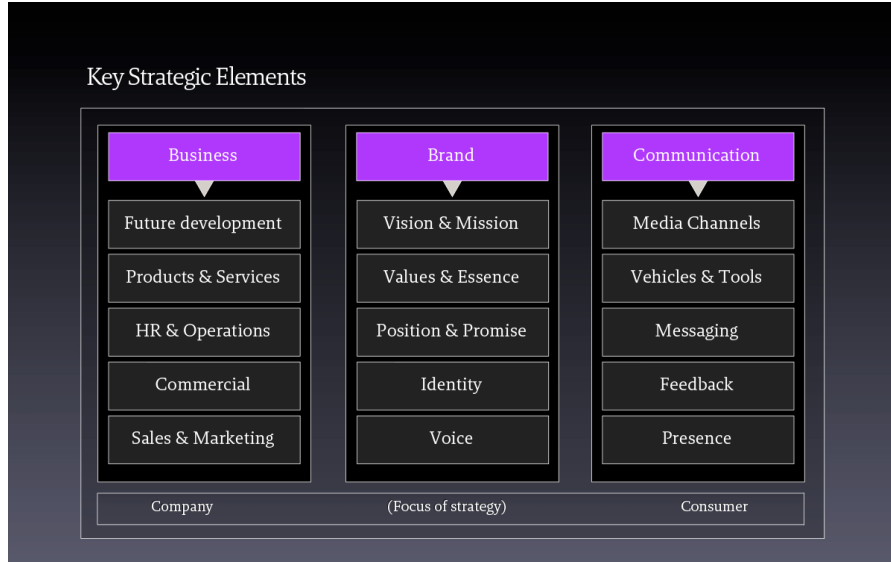 Key Strategic Elements
Business
Future development
Products & Services
HR & Operations
Commercial
Sales & Marketing
Brand
Vision & Mission
Values & Essence
Position & Promise
Identity
Voice
Communication
Media Channels
Vehicles & Tools
Messaging
Feedback
Presence
Company
(Focus of strategy)
Consumer